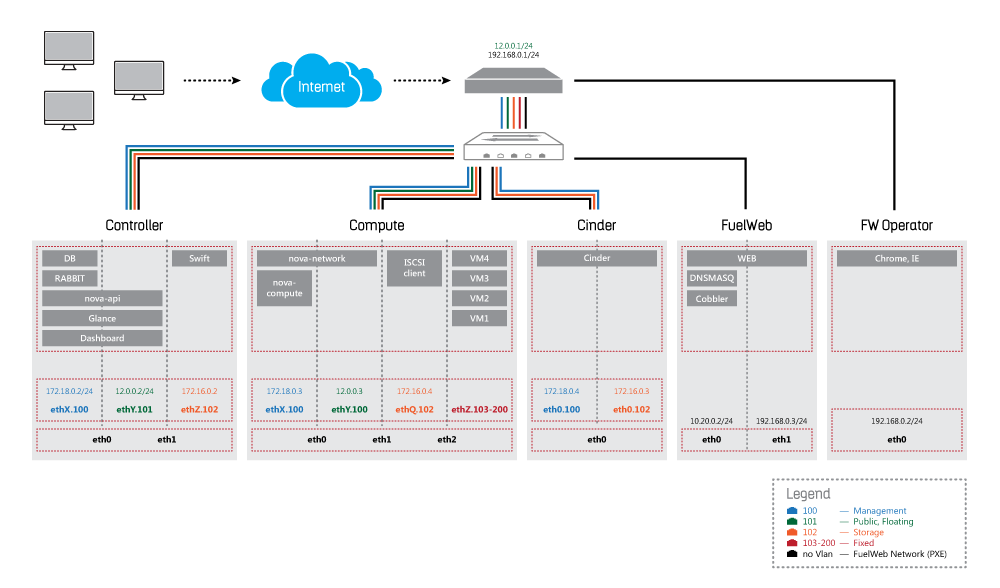 12.0.0.1/24
192.168.0.1/24
Internet
Controller
Compute
Cinder
FuelWeb
FW Operator
DB
Swift
RABBIT
nova-api
Glance
Dashboard
172.18.0.2/24
12.0.0.2/24
172.16.0.2
ethX.100
ethY.101
ethZ.102
eth0
eth1
nova-network
nova-
compute
ISCSI
client
VM4
VM3
VM2
VM1
172.18.0.3
12.0.0.3
172.16.0.4
ethX.100
ethY.100
ethQ.102
ethZ.103-200
eth0
eth1
eth2
Cinder
172.18.0.4
172.16.0.3
eth0.100
eth0.102
eth0
WEB
DNSMASQ
Cobbler
10.20.0.2/24
192.168.0.3/24
eth0
eth1
Chrome, IE
192.168.0.2/24
eth0
Legend
100 — Management
101 — Public, Floating
102 — Storage
103-200 — Fixed
no Vlan — FuelWeb Network (PXE)